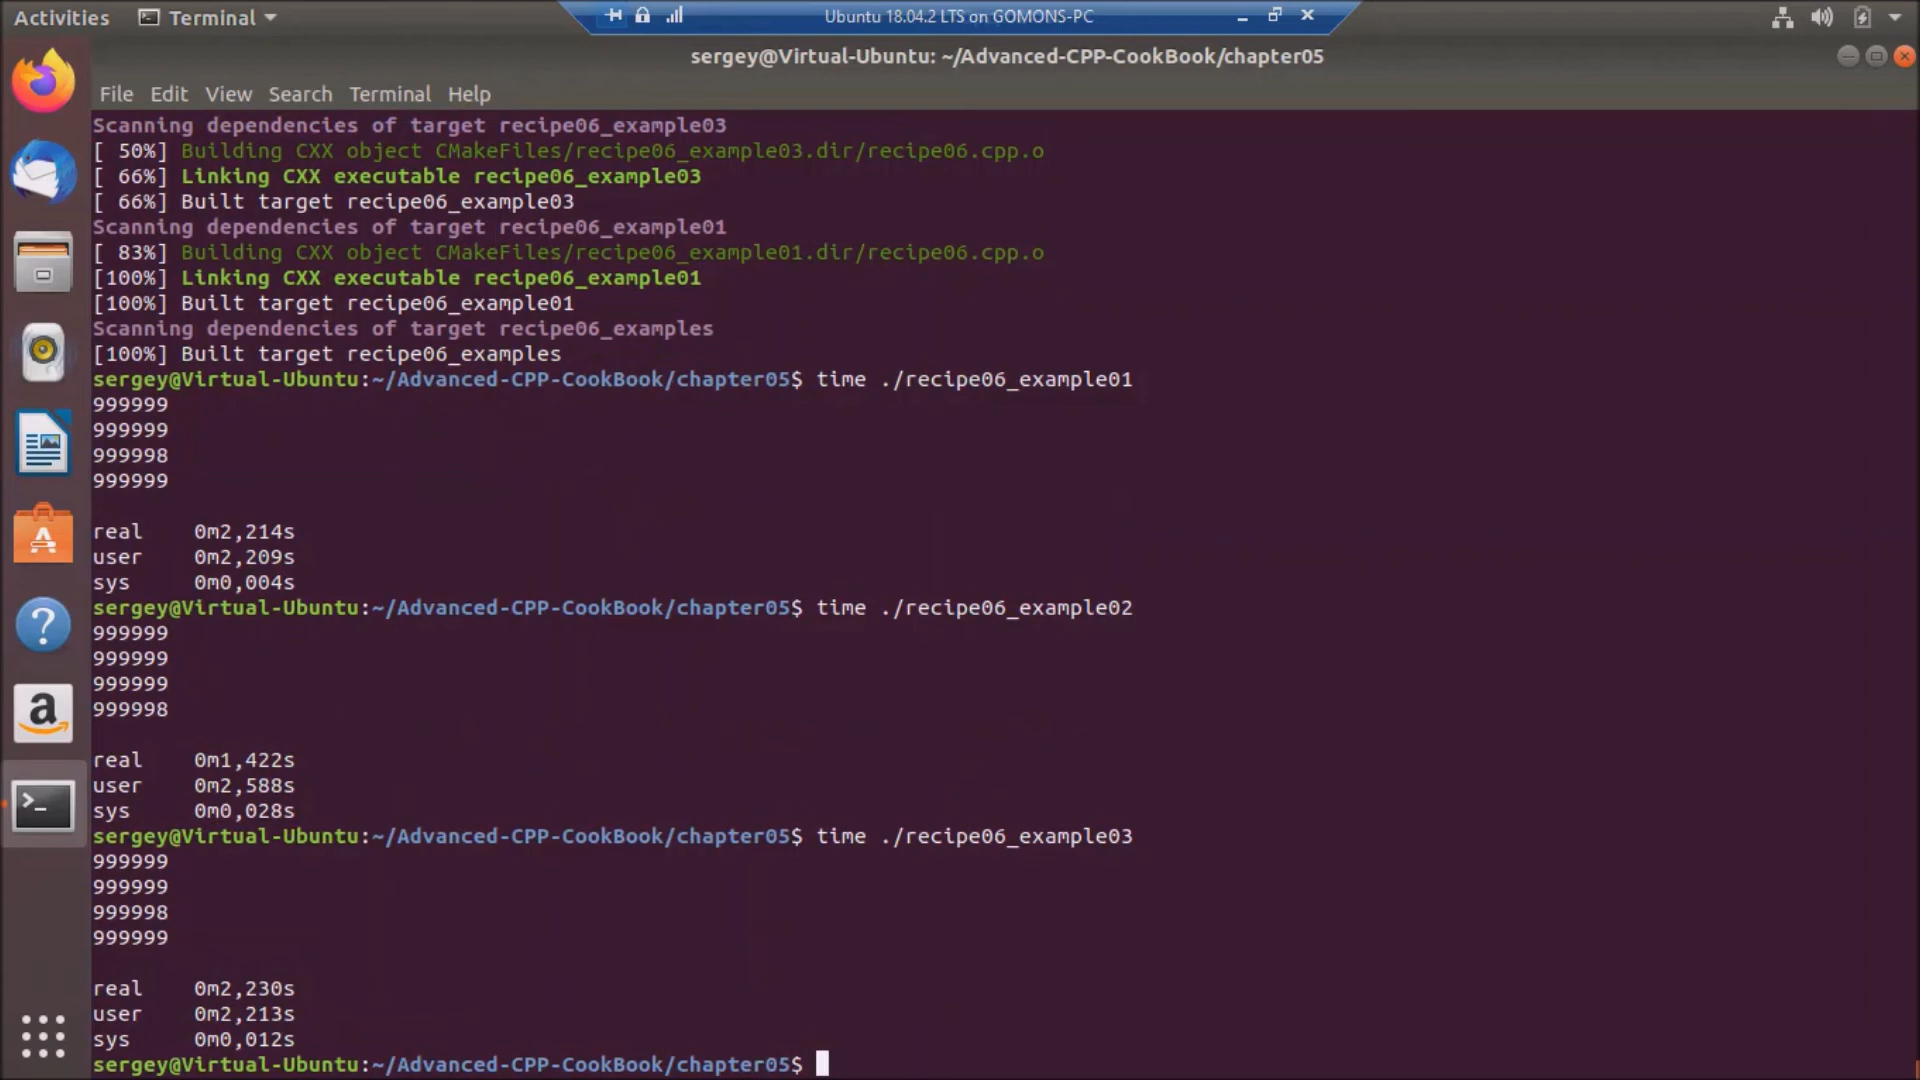 Activities Terminal
Ubuntu 18.04.2 LTS on GOMONS-PC
sergey@Virtual-Ubuntu: ~/Advanced-CPP-CookBook/chapter05
File Edit View Search Terminal Help
Scanning dependencies of target recipe06_example03
[ 50%] Building CXX object CMakeFiles/recipe06_example03.dir/recipe06.cpp.o
[ 66%] Linking CXX executable recipe06_example03
[ 66%] Built target recipe06_example03
Scanning dependencies of target recipe06_example01
[ 83%] Building CXX object CMakeFiles/recipe06_example01.dir/recipe06.cpp.o
[100%] Linking CXX executable recipe06_example01
[100%] Built target recipe06_example01
Scanning dependencies of target recipe06_examples
[100%] Built target recipe06_examples
sergey@Virtual-Ubuntu:~/Advanced-CPP-CookBook/chapter05$ time ./recipe06_example01
999999
999999
999998
999999
real 0m2,214s
user 0m2,209s
sys 0m0,004s
sergey@Virtual-Ubuntu:~/Advanced-CPP-CookBook/chapter05$ time ./recipe06_example02
999999
999999
999999
999998
real 0m1,422s
user 0m2,588s
sys 0m0,028s
sergey@Virtual-Ubuntu:~/Advanced-CPP-CookBook/chapter05$ time ./recipe06_example03
999999
999999
999998
999999
real 0m2,230s
user 0m2,213s
sys 0m0,012s
sergey@Virtual-Ubuntu:~/Advanced-CPP-CookBook/chapter05$